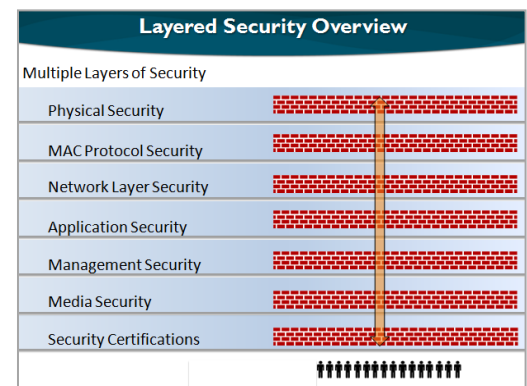 Layered Security Overview
Multiple Layers of Security
Physical Security
MAC Protocol Security
Network Layer Security
Application Security
Management Security
Media Security
Security Certifications